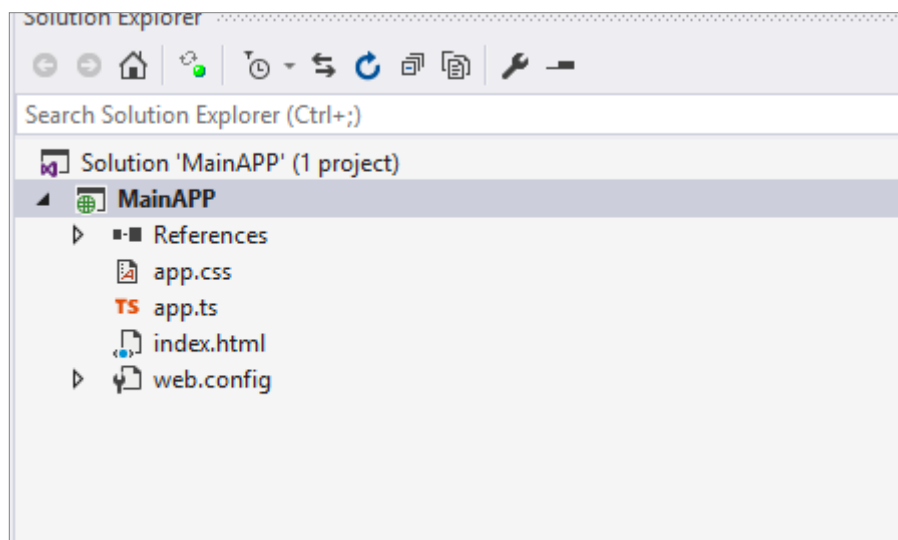 Solution Explorer
Search Solution Explorer (Ctrl+;)
Solution 'MainAPP' (1 project)
MainAPP
References
app.css
TS app.ts
index.html
web.config